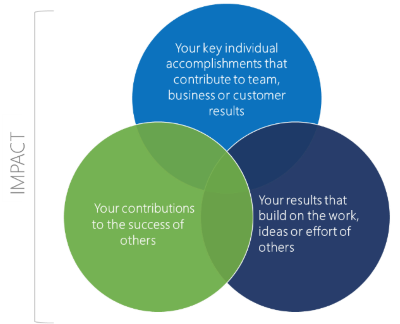 Your key individual
accomplishments that
contribute to team,
business or customer
results
IMPACT
Your contributions
to the success of
others
Your results that
build on the work,
ideas or effort of
others